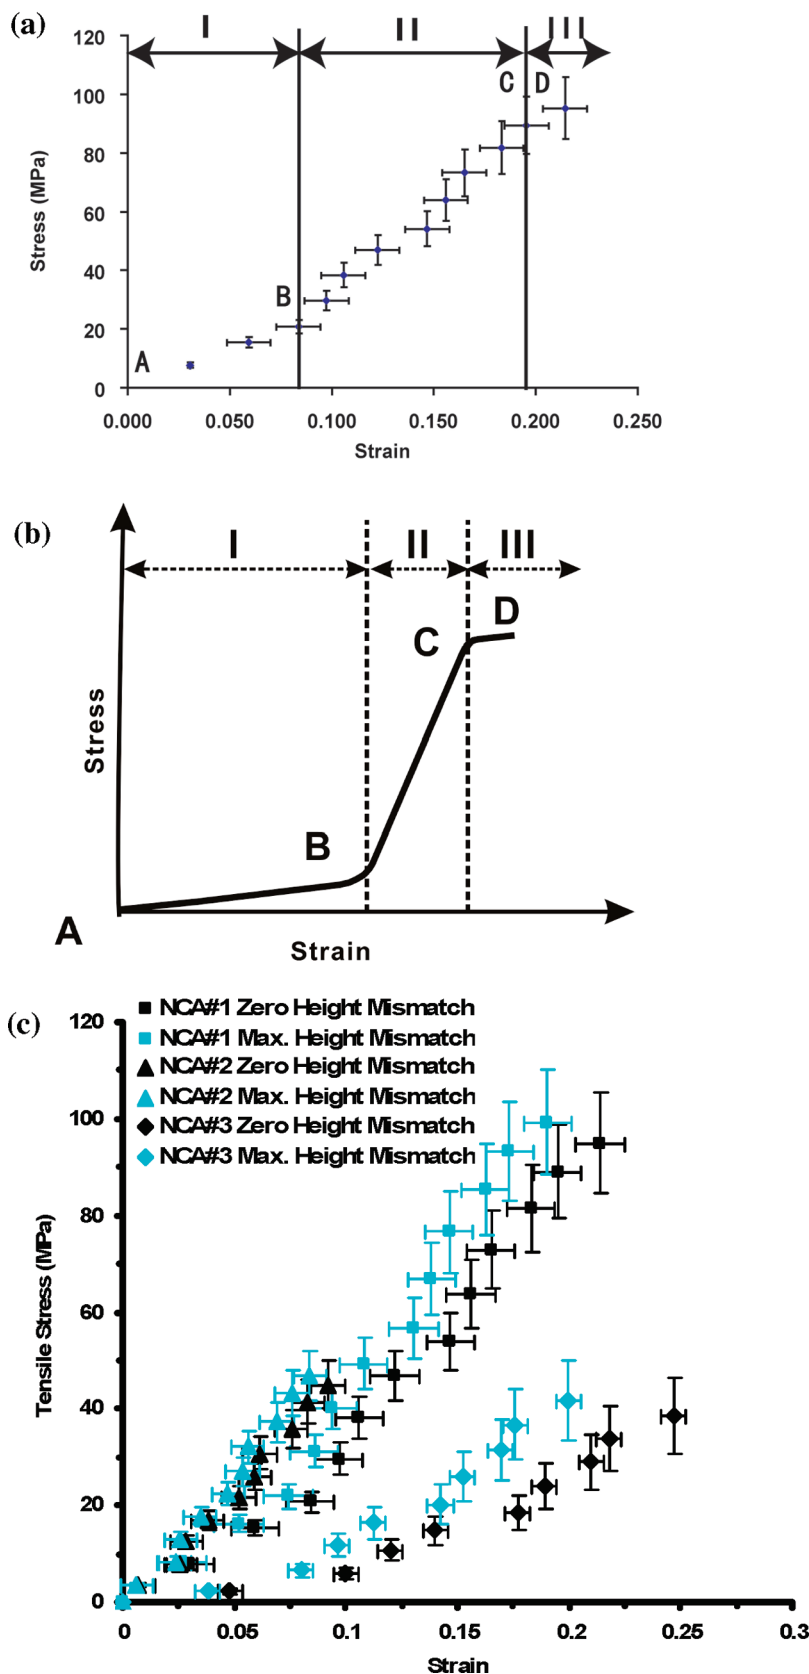 (a)
I II III
120
100
80
60
40
20
0
C D
B
A
Stress (MPa)
0.000 0.050 0.100 0.150 0.200 0.250
Strain
(b)
I II III
D
C
B
A
Stress
Strain
(c)
NCA#1 Zero Height Mismatch
NCA#1 Max. Height Mismatch
NCA#2 Zero Height Mismatch
NCA#2 Max. Height Mismatch
NCA#3 Zero Height Mismatch
NCA#3 Max. Height Mismatch
120
100
80
60
40
20
0
Tensile Stress (MPa)
0 0.05 0.1 0.15 0.2 0.25 0.3
Strain